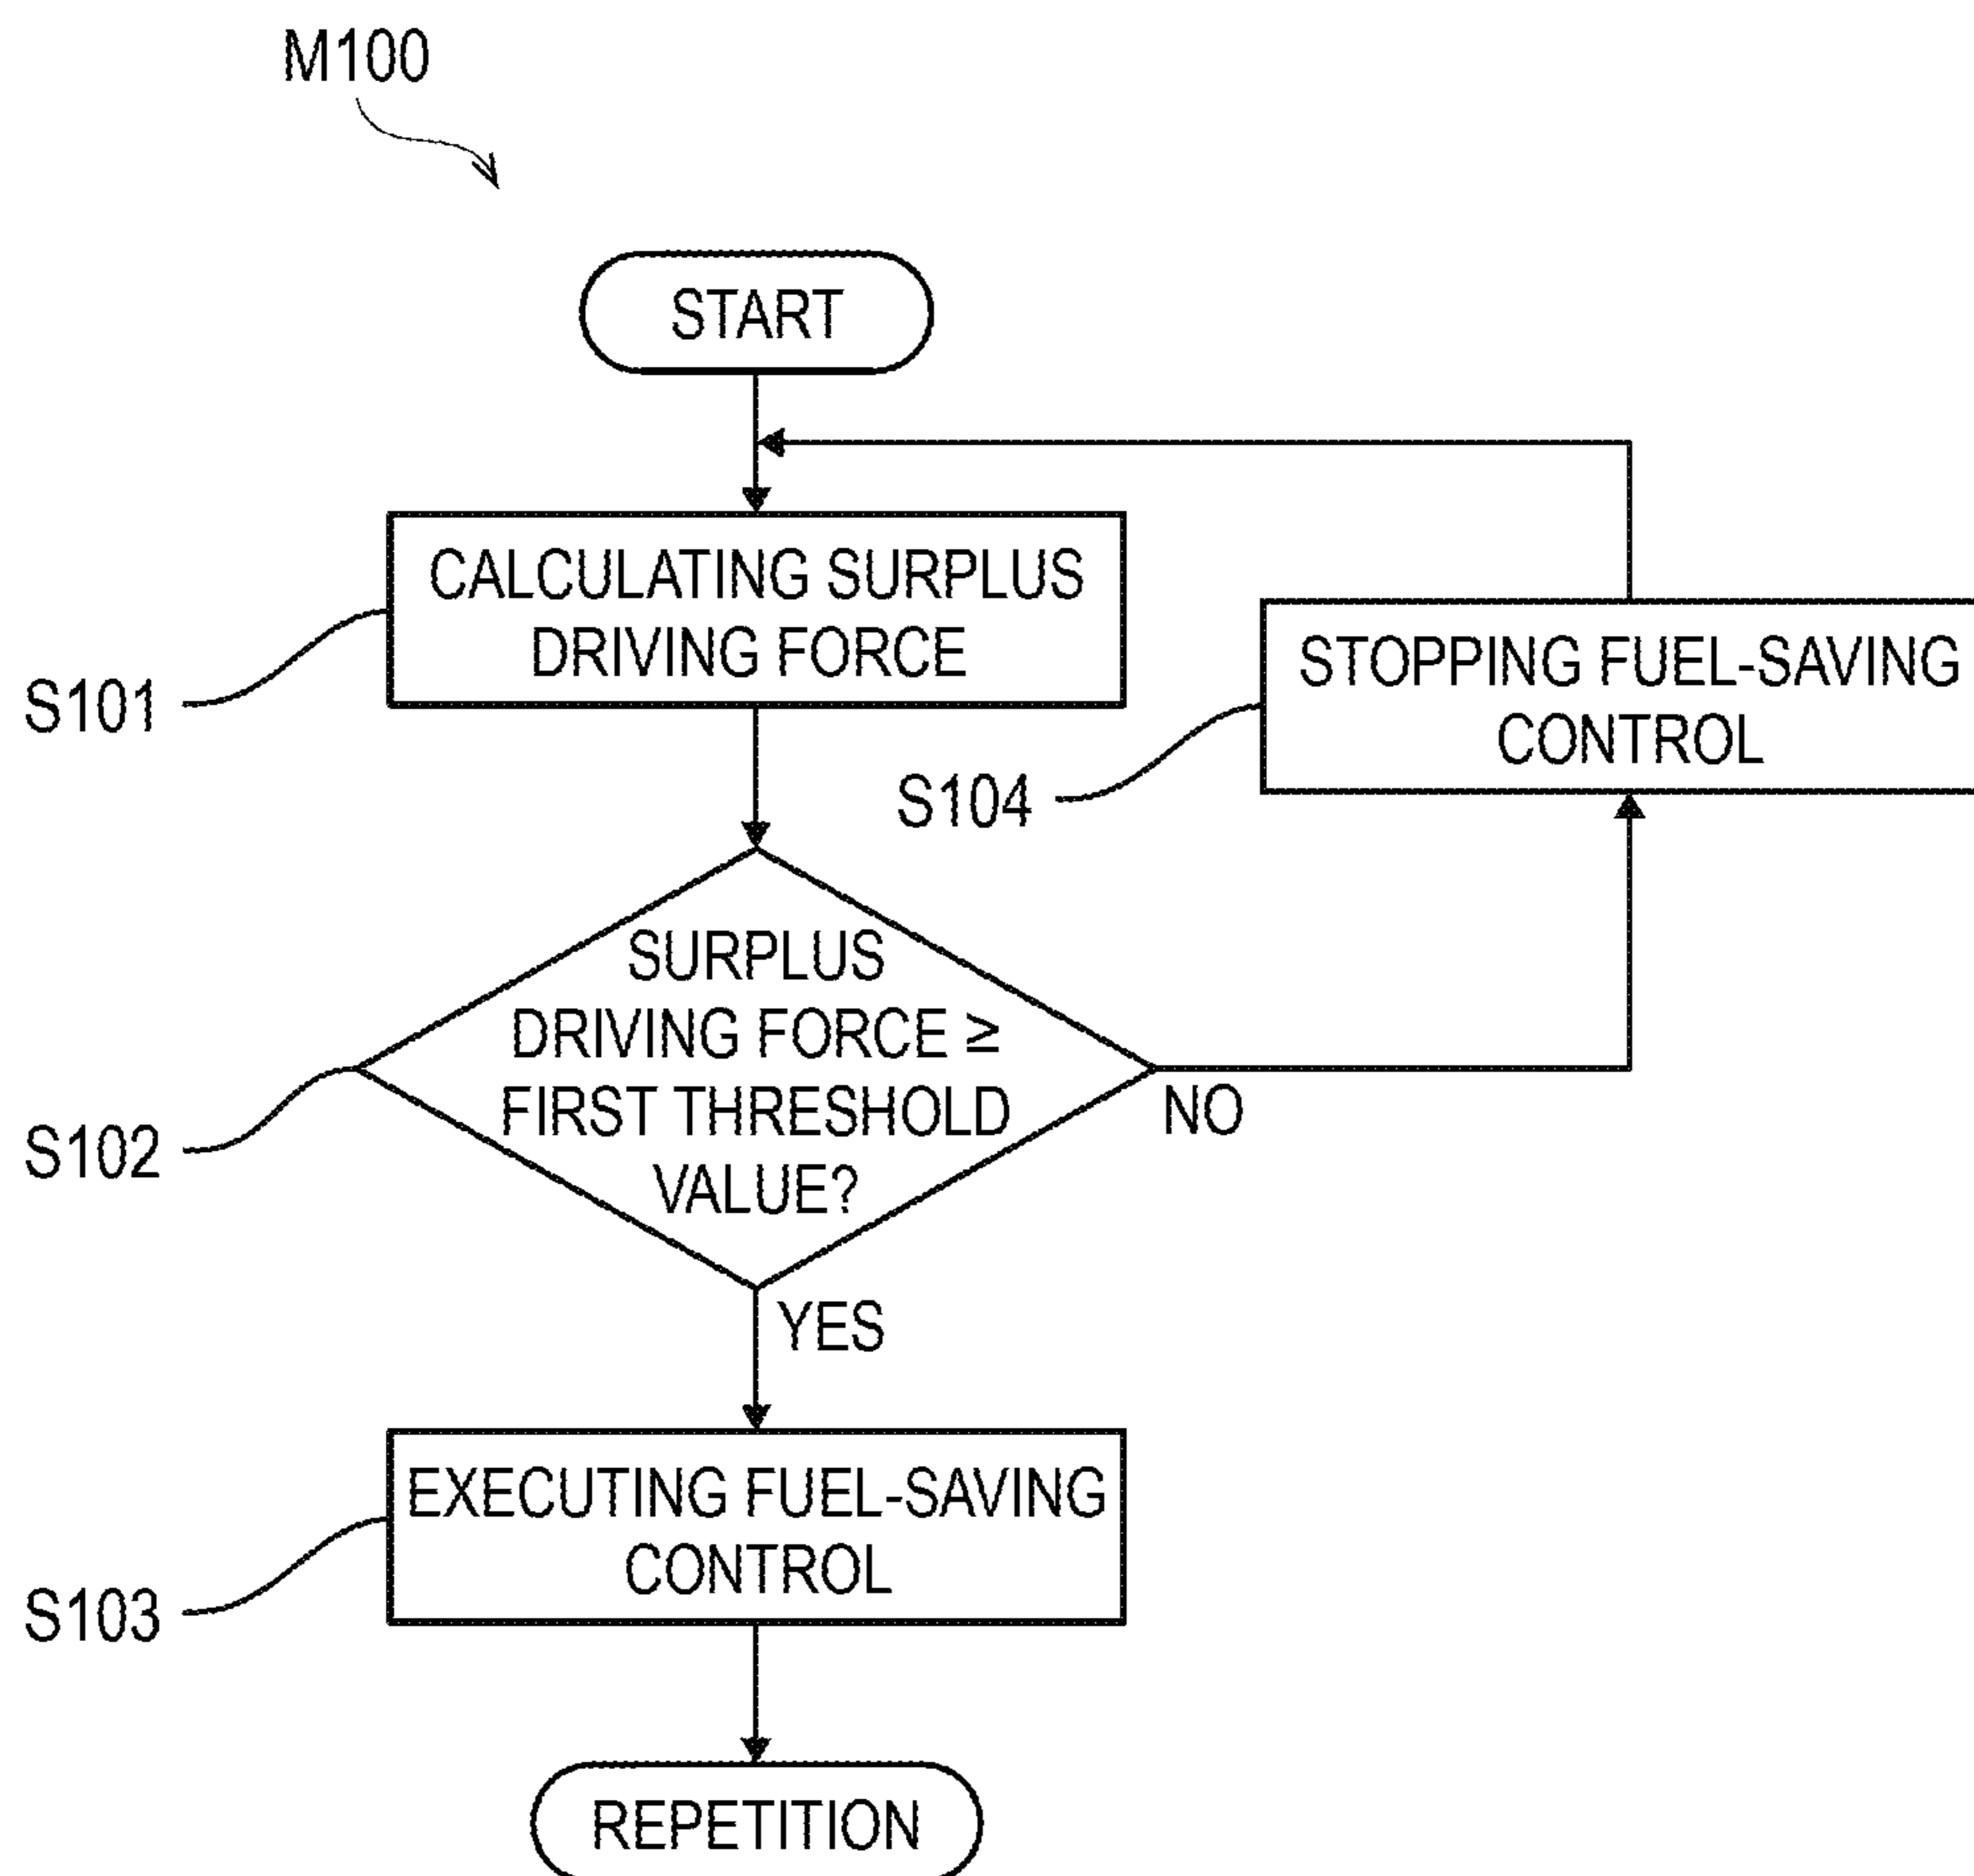 M100
START
CALCULATING SURPLUS
DRIVING FORCE
S101
STOPPING FUEL-SAVING
CONTROL
S104
SURPLUS
DRIVING FORCE ≥
FIRST THRESHOLD
VALUE?
S102
NO
YES
EXECUTING FUEL-SAVING
CONTROL
S103
REPETITION